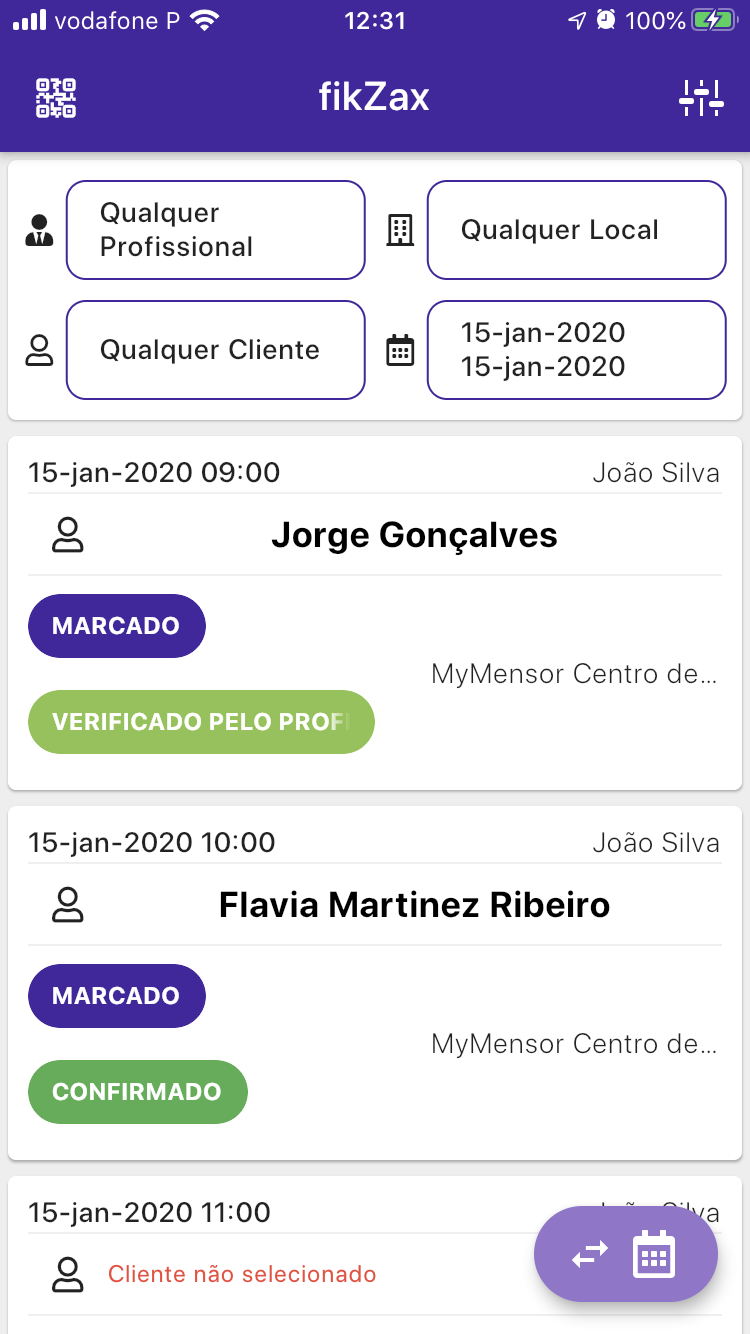 vodafone P 12:31 100%
fikZax
Qualquer
Profissional
Qualquer Local
Qualquer Cliente
15-jan-2020
15-jan-2020
15-jan-2020 09:00 João Silva
Jorge Gonçalves
MARCADO
MyMensor Centro de...
VERIFICADO PELO PROF
15-jan-2020 10:00 João Silva
Flavia Martinez Ribeiro
MARCADO
MyMensor Centro de...
CONFIRMADO
15-jan-2020 11:00 João Silva
Cliente não selecionado